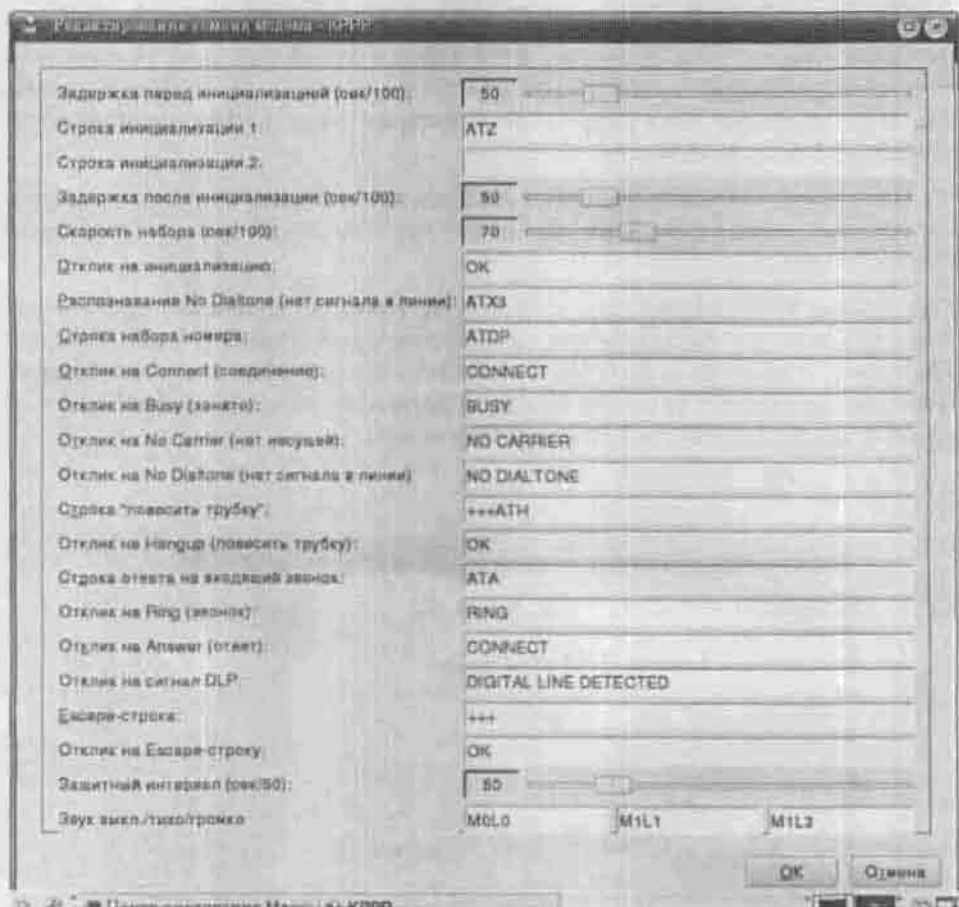 Редактирование команд модема - KPPP
Задержка перед инициализацией (сек/100): 50
Строка инициализации 1: ATZ
Строка инициализации 2:
Задержка после инициализации (сек/100): 50
Скорость набора (сек/100): 70
Отклик на инициализацию: OK
Распознавание No Dialtone (нет сигнала в линии): ATX3
Строка набора номера: ATDP
Отклик на Connect (соединение): CONNECT
Отклик на Busy (занято): BUSY
Отклик на No Carrier (нет несущей): NO CARRIER
Отклик на No Dialtone (нет сигнала в линии) NO DIALTONE
Строка "повесить трубку": +++ATH
Отклик на Hangup (повесить трубку): OK
Строка ответа на входящий звонок: ATA
Отклик на Ring (звонок): RING
Отклик на Answer (ответ): CONNECT
Отклик на сигнал DLP: DIGITAL LINE DETECTED
Escape-строка: +++
Отклик на Escape-строку: OK
Защитный интервал (сек/50): 50
Звук выкл./тихо/громко M0L0 M1L1 M1L3
OK Отмена
KPPP